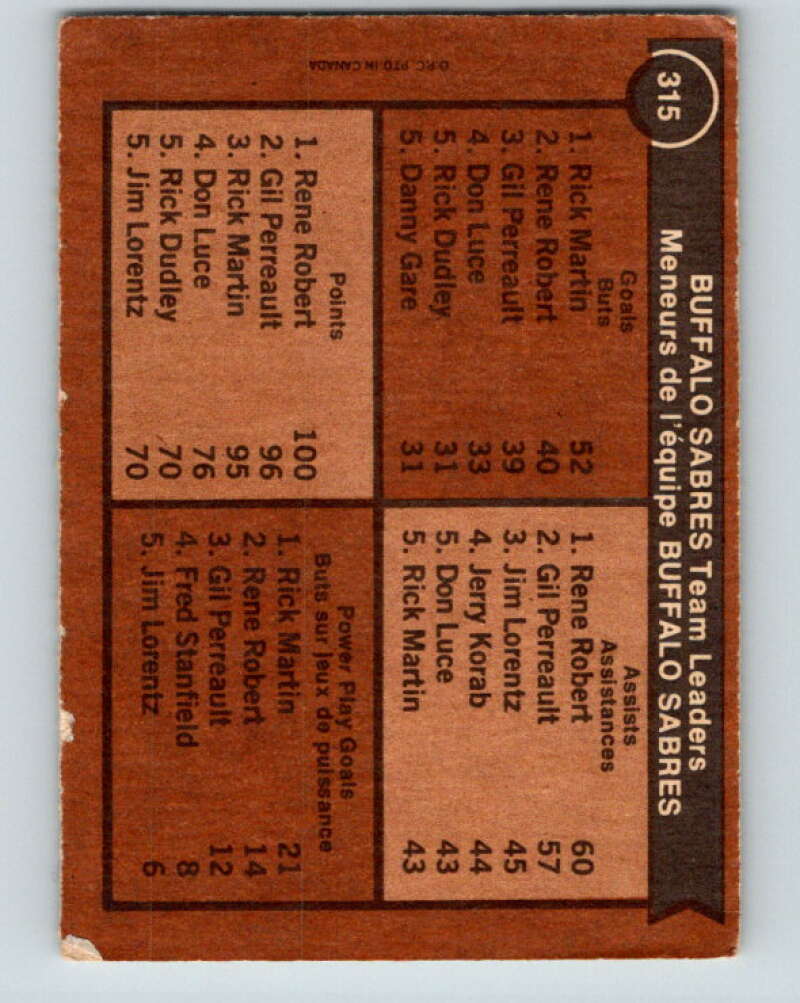 315
BUFFALO SABRES Team Leaders
Meneurs de l'équipe BUFFALO SABRES
Goals
Buts
1. Rick Martin 52
2. Rene Robert 40
3. Gil Perreault 39
4. Don Luce 33
5. Rick Dudley 31
5. Danny Gare 31
Assists
Assistances
1. Rene Robert 60
2. Gil Perreault 57
3. Jim Lorentz 45
4. Jerry Korab 44
5. Don Luce 43
5. Rick Martin 43
Points
1. Rene Robert 100
2. Gil Perreault 96
3. Rick Martin 95
4. Don Luce 76
5. Rick Dudley 70
5. Jim Lorentz 70
Power Play Goals
Buts sur jeux de puissance
1. Rick Martin 21
2. Rene Robert 14
3. Gil Perreault 12
4. Fred Stanfield 8
5. Jim Lorentz 6
O.P.C. PTD IN CANADA